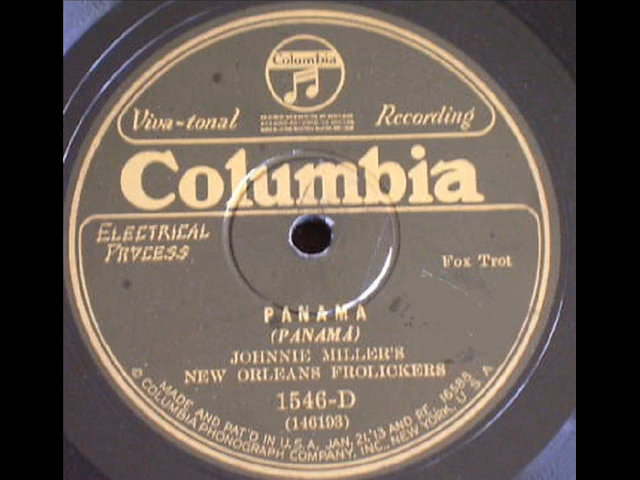 Columbia
Viva-tonal Recording
Columbia
ELECTRICAL
PROCESS
Fox Trot
PANAMA
(PANAMÁ)
JOHNNIE MILLER'S
NEW ORLEANS FROLICKERS
1546-D
(146193)
MADE AND PAT'D IN U.S.A. JAN. 21,'13 AND RE. 16588
© COLUMBIA PHONOGRAPH COMPANY, INC., NEW YORK, U S A